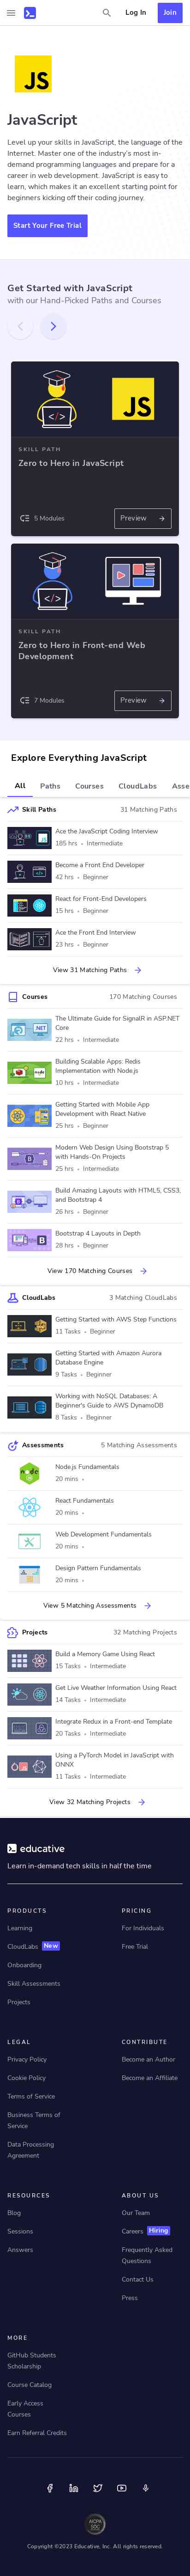 Log In
Join
JS
JavaScript
Level up your skills in JavaScript, the language of the
Internet. Master one of the industry's most in-
demand programming languages and prepare for a
career in web development. JavaScript is easy to
learn, which makes it an excellent starting point for
beginners kicking off their coding journey.
Start Your Free Trial
Get Started with JavaScript
with our Hand-Picked Paths and Courses
JS
SKILL PATH
Zero to Hero in JavaScript
5 Modules
Preview
SKILL PATH
Zero to Hero in Front-end Web
Development
7 Modules
Preview
Explore Everything JavaScript
All
Paths
Courses
CloudLabs
Asse
Skill Paths
31 Matching Paths
Ace the JavaScript Coding Interview
185 hrs • Intermediate
Become a Front End Developer
42 hrs • Beginner
React for Front-End Developers
15 hrs • Beginner
Ace the Front End Interview
23 hrs • Beginner
View 31 Matching Paths
Courses
170 Matching Courses
The Ultimate Guide for SignalR in ASP.NET
Core
22 hrs • Intermediate
Building Scalable Apps: Redis
Implementation with Node.js
10 hrs • Intermediate
Getting Started with Mobile App
Development with React Native
25 hrs • Beginner
Modern Web Design Using Bootstrap 5
with Hands-On Projects
25 hrs • Intermediate
Build Amazing Layouts with HTML5, CSS3,
and Bootstrap 4
26 hrs • Beginner
Bootstrap 4 Layouts in Depth
28 hrs • Beginner
View 170 Matching Courses
CloudLabs
3 Matching CloudLabs
Getting Started with AWS Step Functions
11 Tasks • Beginner
Getting Started with Amazon Aurora
Database Engine
9 Tasks • Beginner
Working with NoSQL Databases: A
Beginner's Guide to AWS DynamoDB
8 Tasks • Beginner
Assessments
5 Matching Assessments
Node.js Fundamentals
20 mins •
React Fundamentals
20 mins •
Web Development Fundamentals
20 mins •
Design Pattern Fundamentals
20 mins •
View 5 Matching Assessments
Projects
32 Matching Projects
Build a Memory Game Using React
15 Tasks • Intermediate
Get Live Weather Information Using React
14 Tasks • Intermediate
Integrate Redux in a Front-end Template
20 Tasks • Intermediate
Using a PyTorch Model in JavaScript with
ONNX
11 Tasks • Intermediate
View 32 Matching Projects
educative
Learn in-demand tech skills in half the time
PRODUCTS
Learning
CloudLabs New
Onboarding
Skill Assessments
Projects
PRICING
For Individuals
Free Trial
LEGAL
Privacy Policy
Cookie Policy
Terms of Service
Business Terms of
Service
Data Processing
Agreement
CONTRIBUTE
Become an Author
Become an Affiliate
RESOURCES
Blog
Sessions
Answers
ABOUT US
Our Team
Careers Hiring
Frequently Asked
Questions
Contact Us
Press
MORE
GitHub Students
Scholarship
Course Catalog
Early Access
Courses
Earn Referral Credits
AICPA
SOC
Copyright ©2023 Educative, Inc. All rights reserved.